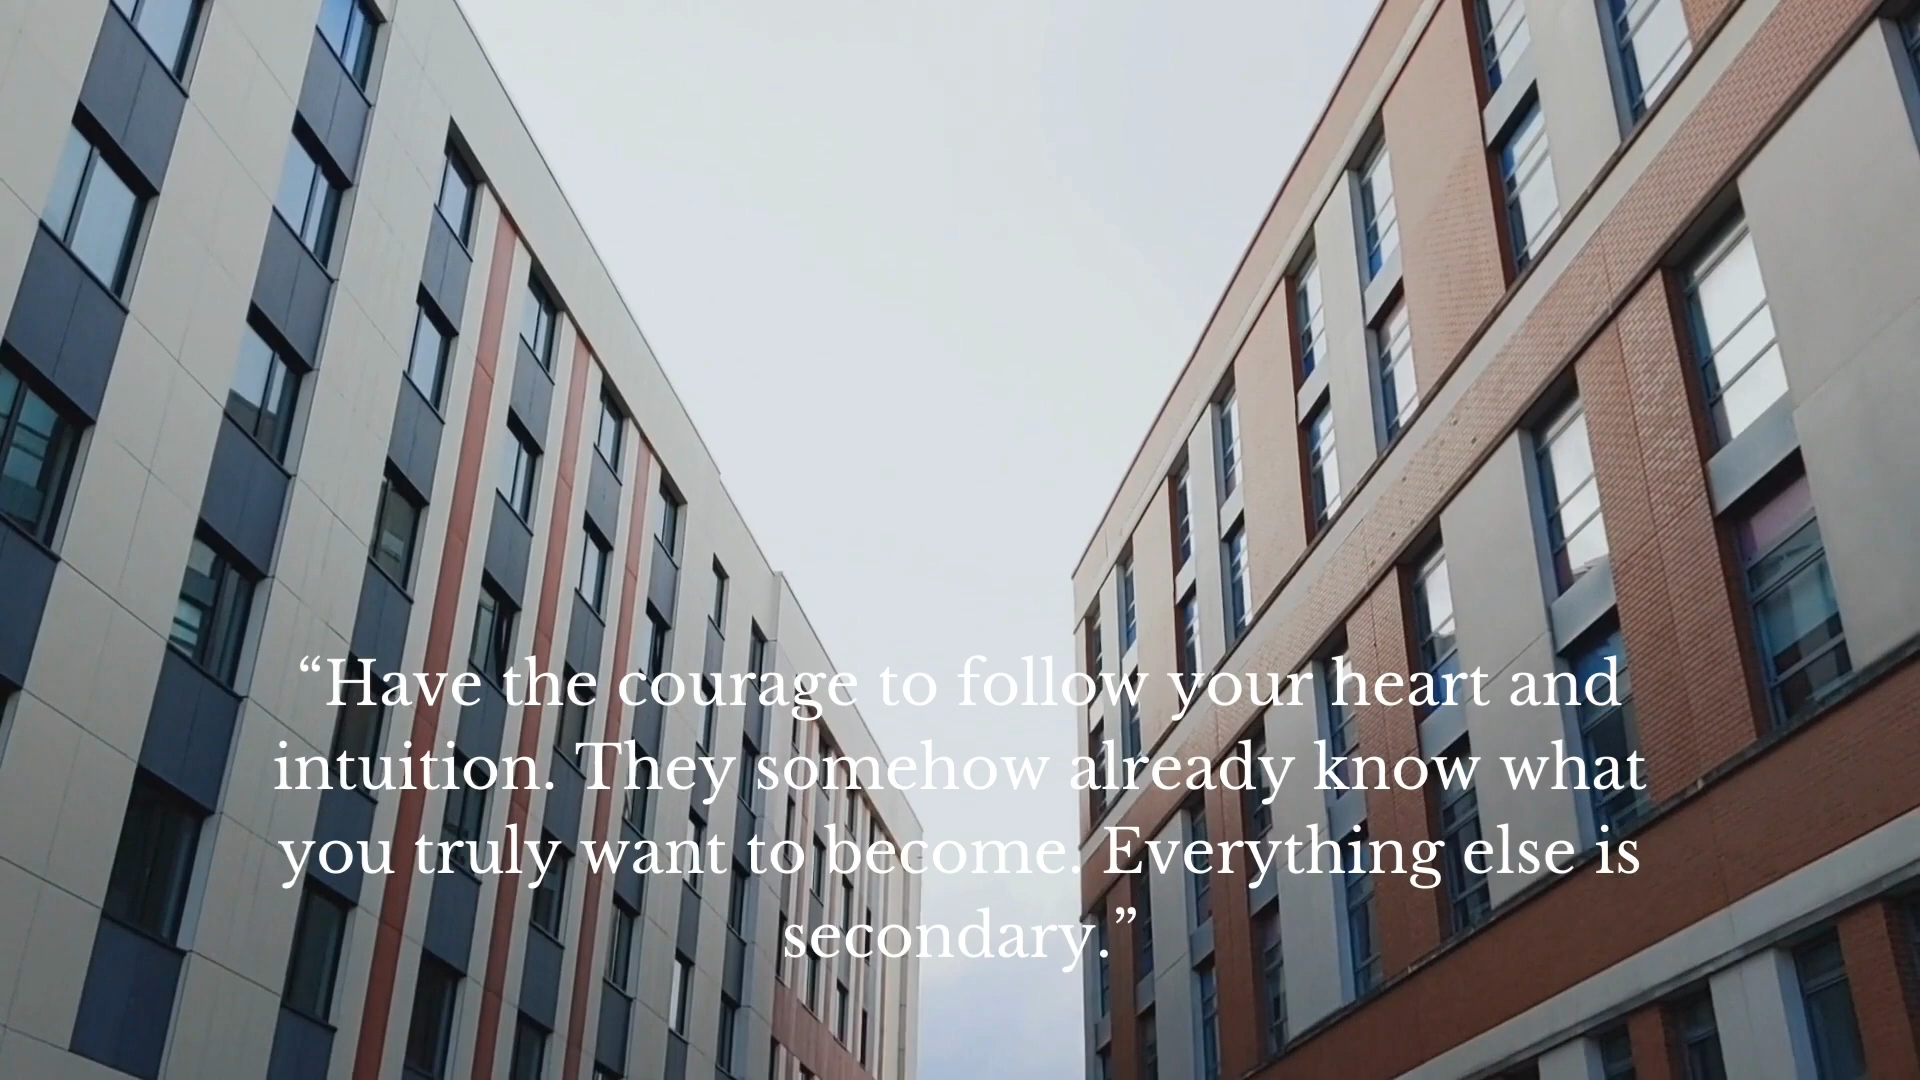 “Have the courage to follow your heart and
intuition. They somehow already know what
you truly want to become. Everything else is
secondary.”